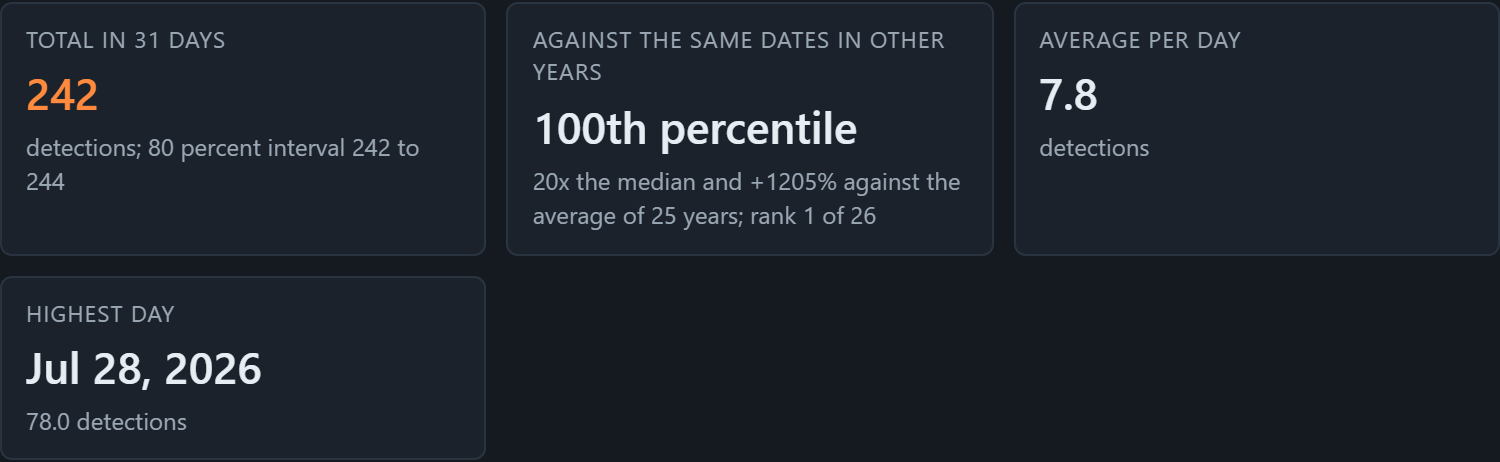 TOTAL IN 31 DAYS
242
detections; 80 percent interval 242 to
244
AGAINST THE SAME DATES IN OTHER
YEARS
100th percentile
20x the median and +1205% against the
average of 25 years; rank 1 of 26
AVERAGE PER DAY
7.8
detections
HIGHEST DAY
Jul 28, 2026
78.0 detections